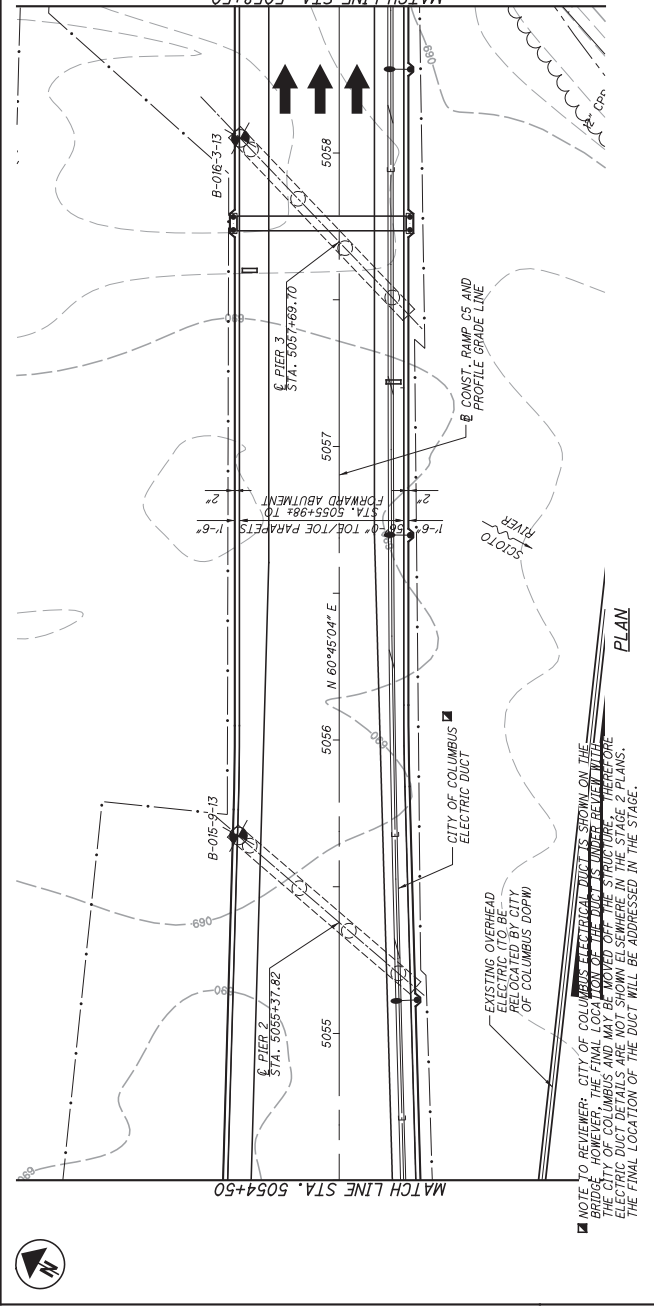 MATCH LINE STA. 5054+50
N
B-015-9-13
℄ PIER 2
STA. 5055+37.82
5055
5056
N 60°45'04" E
CITY OF COLUMBUS
ELECTRIC DUCT
EXISTING OVERHEAD
ELECTRIC (TO BE
RELOCATED BY CITY
OF COLUMBUS DOPW)
1'-6"
2"
56'-0" TOE/TOE PARAPETS
STA. 5055+98± TO
FORWARD ABUTMENT
1'-6"
2"
5057
℄ PIER 3
STA. 5057+69.70
B-016-3-13
5058
CONST. RAMP C5 AND
PROFILE GRADE LINE
SCIOTO
RIVER
690
690
690
690
690
12" CPP
MATCH LINE STA. 5058+50
PLAN
NOTE TO REVIEWER: CITY OF COLUMBUS ELECTRICAL DUCT IS SHOWN ON THE
BRIDGE. HOWEVER, THE FINAL LOCATION OF THE DUCT IS UNDER REVIEW WITH
THE CITY OF COLUMBUS AND MAY BE MOVED OFF THE STRUCTURE, THEREFORE
ELECTRIC DUCT DETAILS ARE NOT SHOWN ELSEWHERE IN THE STAGE 2 PLANS.
THE FINAL LOCATION OF THE DUCT WILL BE ADDRESSED IN THE STAGE.